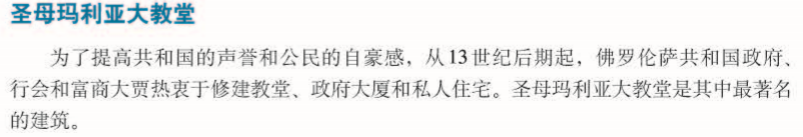 圣母玛利亚大教堂
为了提高共和国的声誉和公民的自豪感，从13世纪后期起，佛罗伦萨共和国政府、
行会和富商大贾热衷于修建教堂、政府大厦和私人住宅。圣母玛利亚大教堂是其中最著名
的建筑。